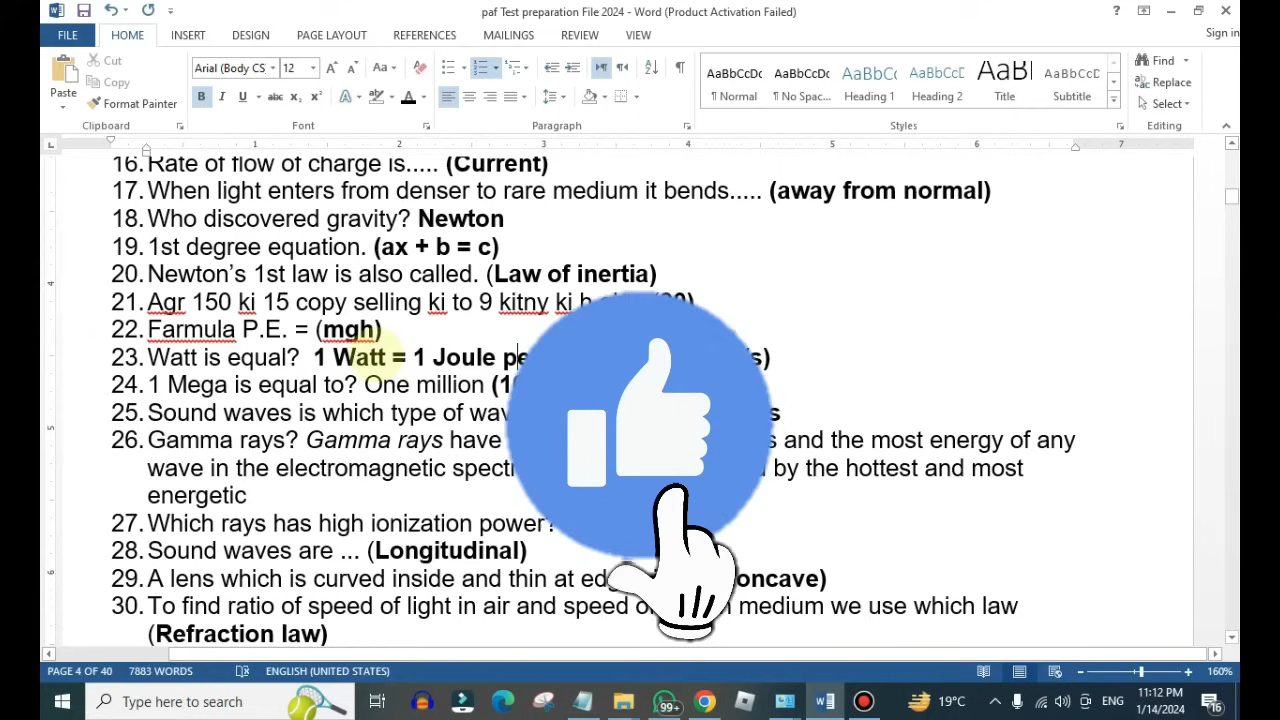 paf Test preparation File 2024 - Word (Product Activation Failed)
FILE HOME INSERT DESIGN PAGE LAYOUT REFERENCES MAILINGS REVIEW VIEW Sign in
Paste Cut Copy Format Painter
Arial (Body CS 12
AaBbCcDc AaBbCcDc AaBbCc AaBbCcD AaBl AaBbCcD
¶ Normal ¶ No Spac... Heading 1 Heading 2 Title Subtitle
Find Replace Select
Clipboard Font Paragraph Styles Editing
1 2 3 4 5 6 7
16. Rate of flow of charge is..... (Current)
17. When light enters from denser to rare medium it bends..... (away from normal)
18. Who discovered gravity? Newton
19. 1st degree equation. (ax + b = c)
20. Newton's 1st law is also called. (Law of inertia)
21. Agr 150 ki 15 copy selling ki to 9 kitny ki
22. Farmula P.E. = (mgh)
23. Watt is equal? 1 Watt = 1 Joule
24. 1 Mega is equal to? One million
25. Sound waves is which type of
26. Gamma rays? Gamma rays have and the most energy of any
wave in the electromagnetic by the hottest and most
energetic
27. Which rays has high ionization power?
28. Sound waves are ... (Longitudinal)
29. A lens which is curved inside and thin at
30. To find ratio of speed of light in air and speed medium we use which law
(Refraction law)
PAGE 4 OF 40 7883 WORDS ENGLISH (UNITED STATES) 160%
Type here to search 99+ 19°C ENG 11:12 PM 1/14/2024 16